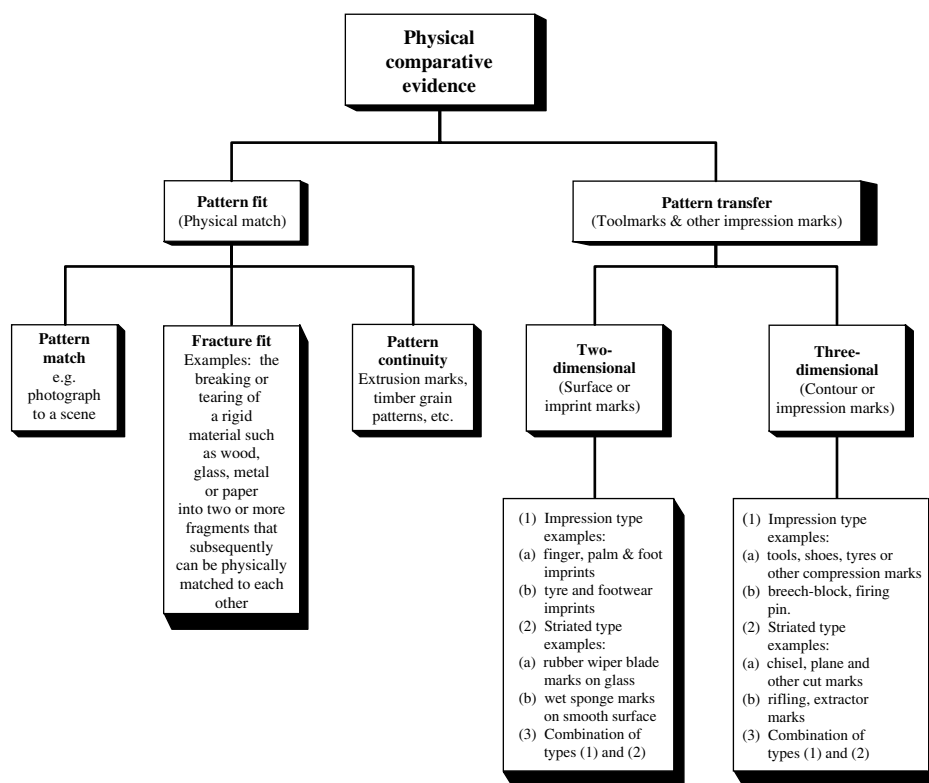 Physical
comparative
evidence
Pattern fit
(Physical match)
Pattern transfer
(Toolmarks & other impression marks)
Pattern
match
e.g.
photograph
to a scene
Fracture fit
Examples: the
breaking or
tearing of
a rigid
material such
as wood,
glass, metal
or paper
into two or more
fragments that
subsequently
can be physically
matched to each
other
Pattern
continuity
Extrusion marks,
timber grain
patterns, etc.
Two-
dimensional
(Surface or
imprint marks)
Three-
dimensional
(Contour or
impression marks)
(1) Impression type
examples:
(a) finger, palm & foot
imprints
(b) tyre and footwear
imprints
(2) Striated type
examples:
(a) rubber wiper blade
marks on glass
(b) wet sponge marks
on smooth surface
(3) Combination of
types (1) and (2)
(1) Impression type
examples:
(a) tools, shoes, tyres or
other compression marks
(b) breech-block, firing
pin.
(2) Striated type
examples:
(a) chisel, plane and
other cut marks
(b) rifling, extractor
marks
(3) Combination of
types (1) and (2)